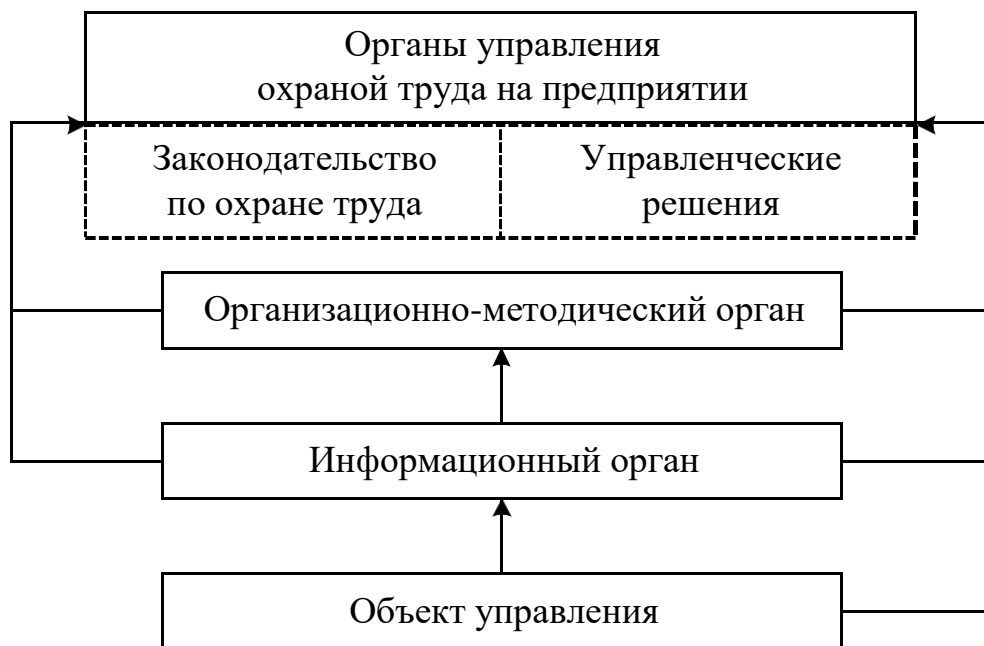 Органы управления
охраной труда на предприятии
Законодательство
по охране труда
Управленческие
решения
Организационно-методический орган
Информационный орган
Объект управления